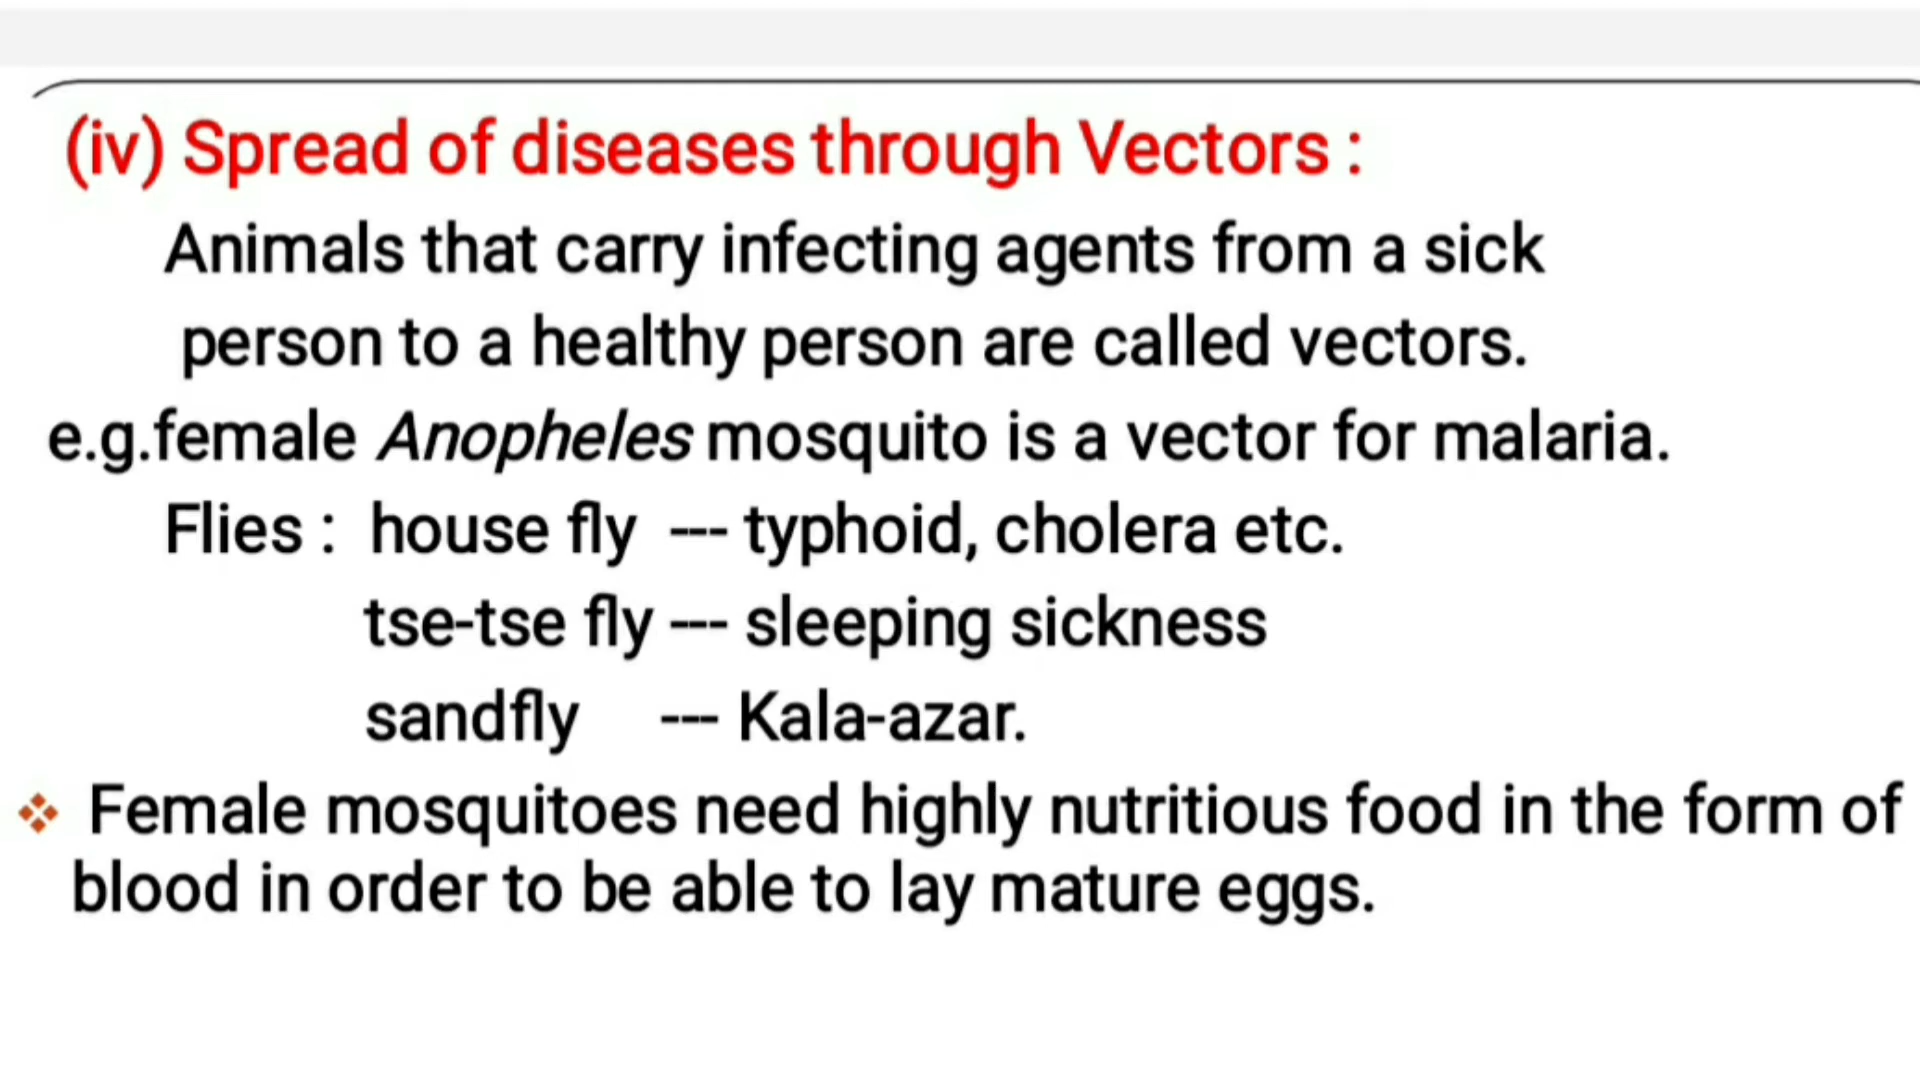 (iv) Spread of diseases through Vectors :
Animals that carry infecting agents from a sick
person to a healthy person are called vectors.
e.g.female Anopheles mosquito is a vector for malaria.
Flies : house fly --- typhoid, cholera etc.
tse-tse fly --- sleeping sickness
sandfly --- Kala-azar.
❖ Female mosquitoes need highly nutritious food in the form of
blood in order to be able to lay mature eggs.